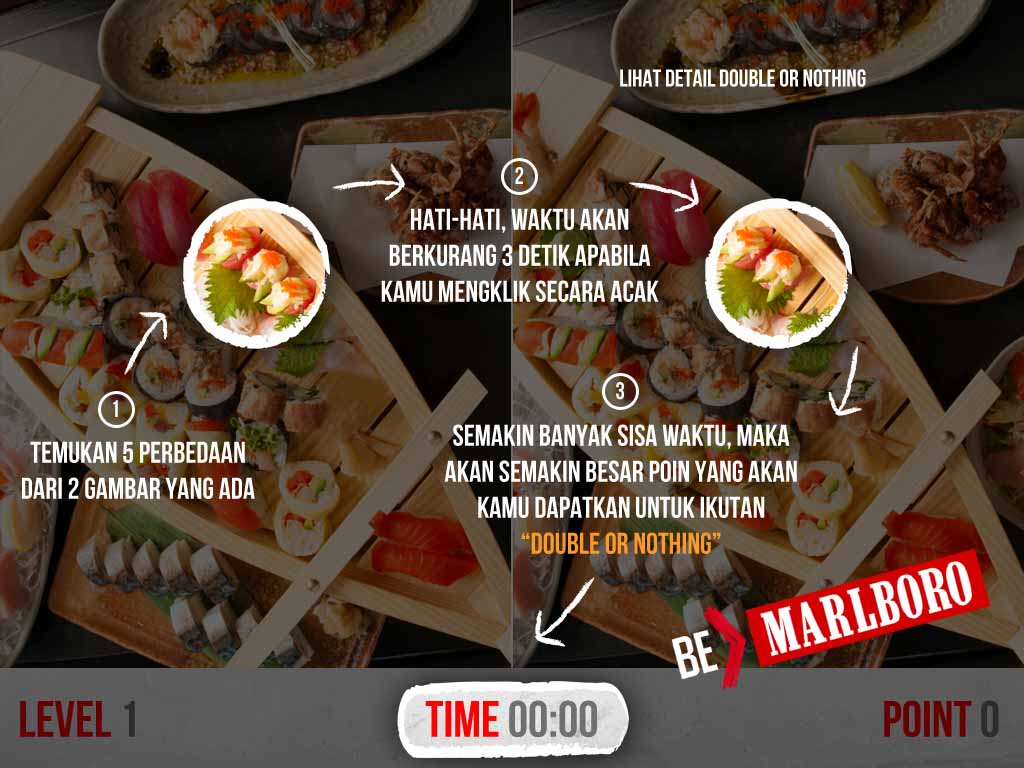 LIHAT DETAIL DOUBLE OR NOTHING
2
HATI-HATI, WAKTU AKAN
BERKURANG 3 DETIK APABILA
KAMU MENGKLIK SECARA ACAK
1
TEMUKAN 5 PERBEDAAN
DARI 2 GAMBAR YANG ADA
3
SEMAKIN BANYAK SISA WAKTU, MAKA
AKAN SEMAKIN BESAR POIN YANG AKAN
KAMU DAPATKAN UNTUK IKUTAN
“DOUBLE OR NOTHING”
BE MARLBORO
LEVEL 1
TIME 00:00
POINT 0